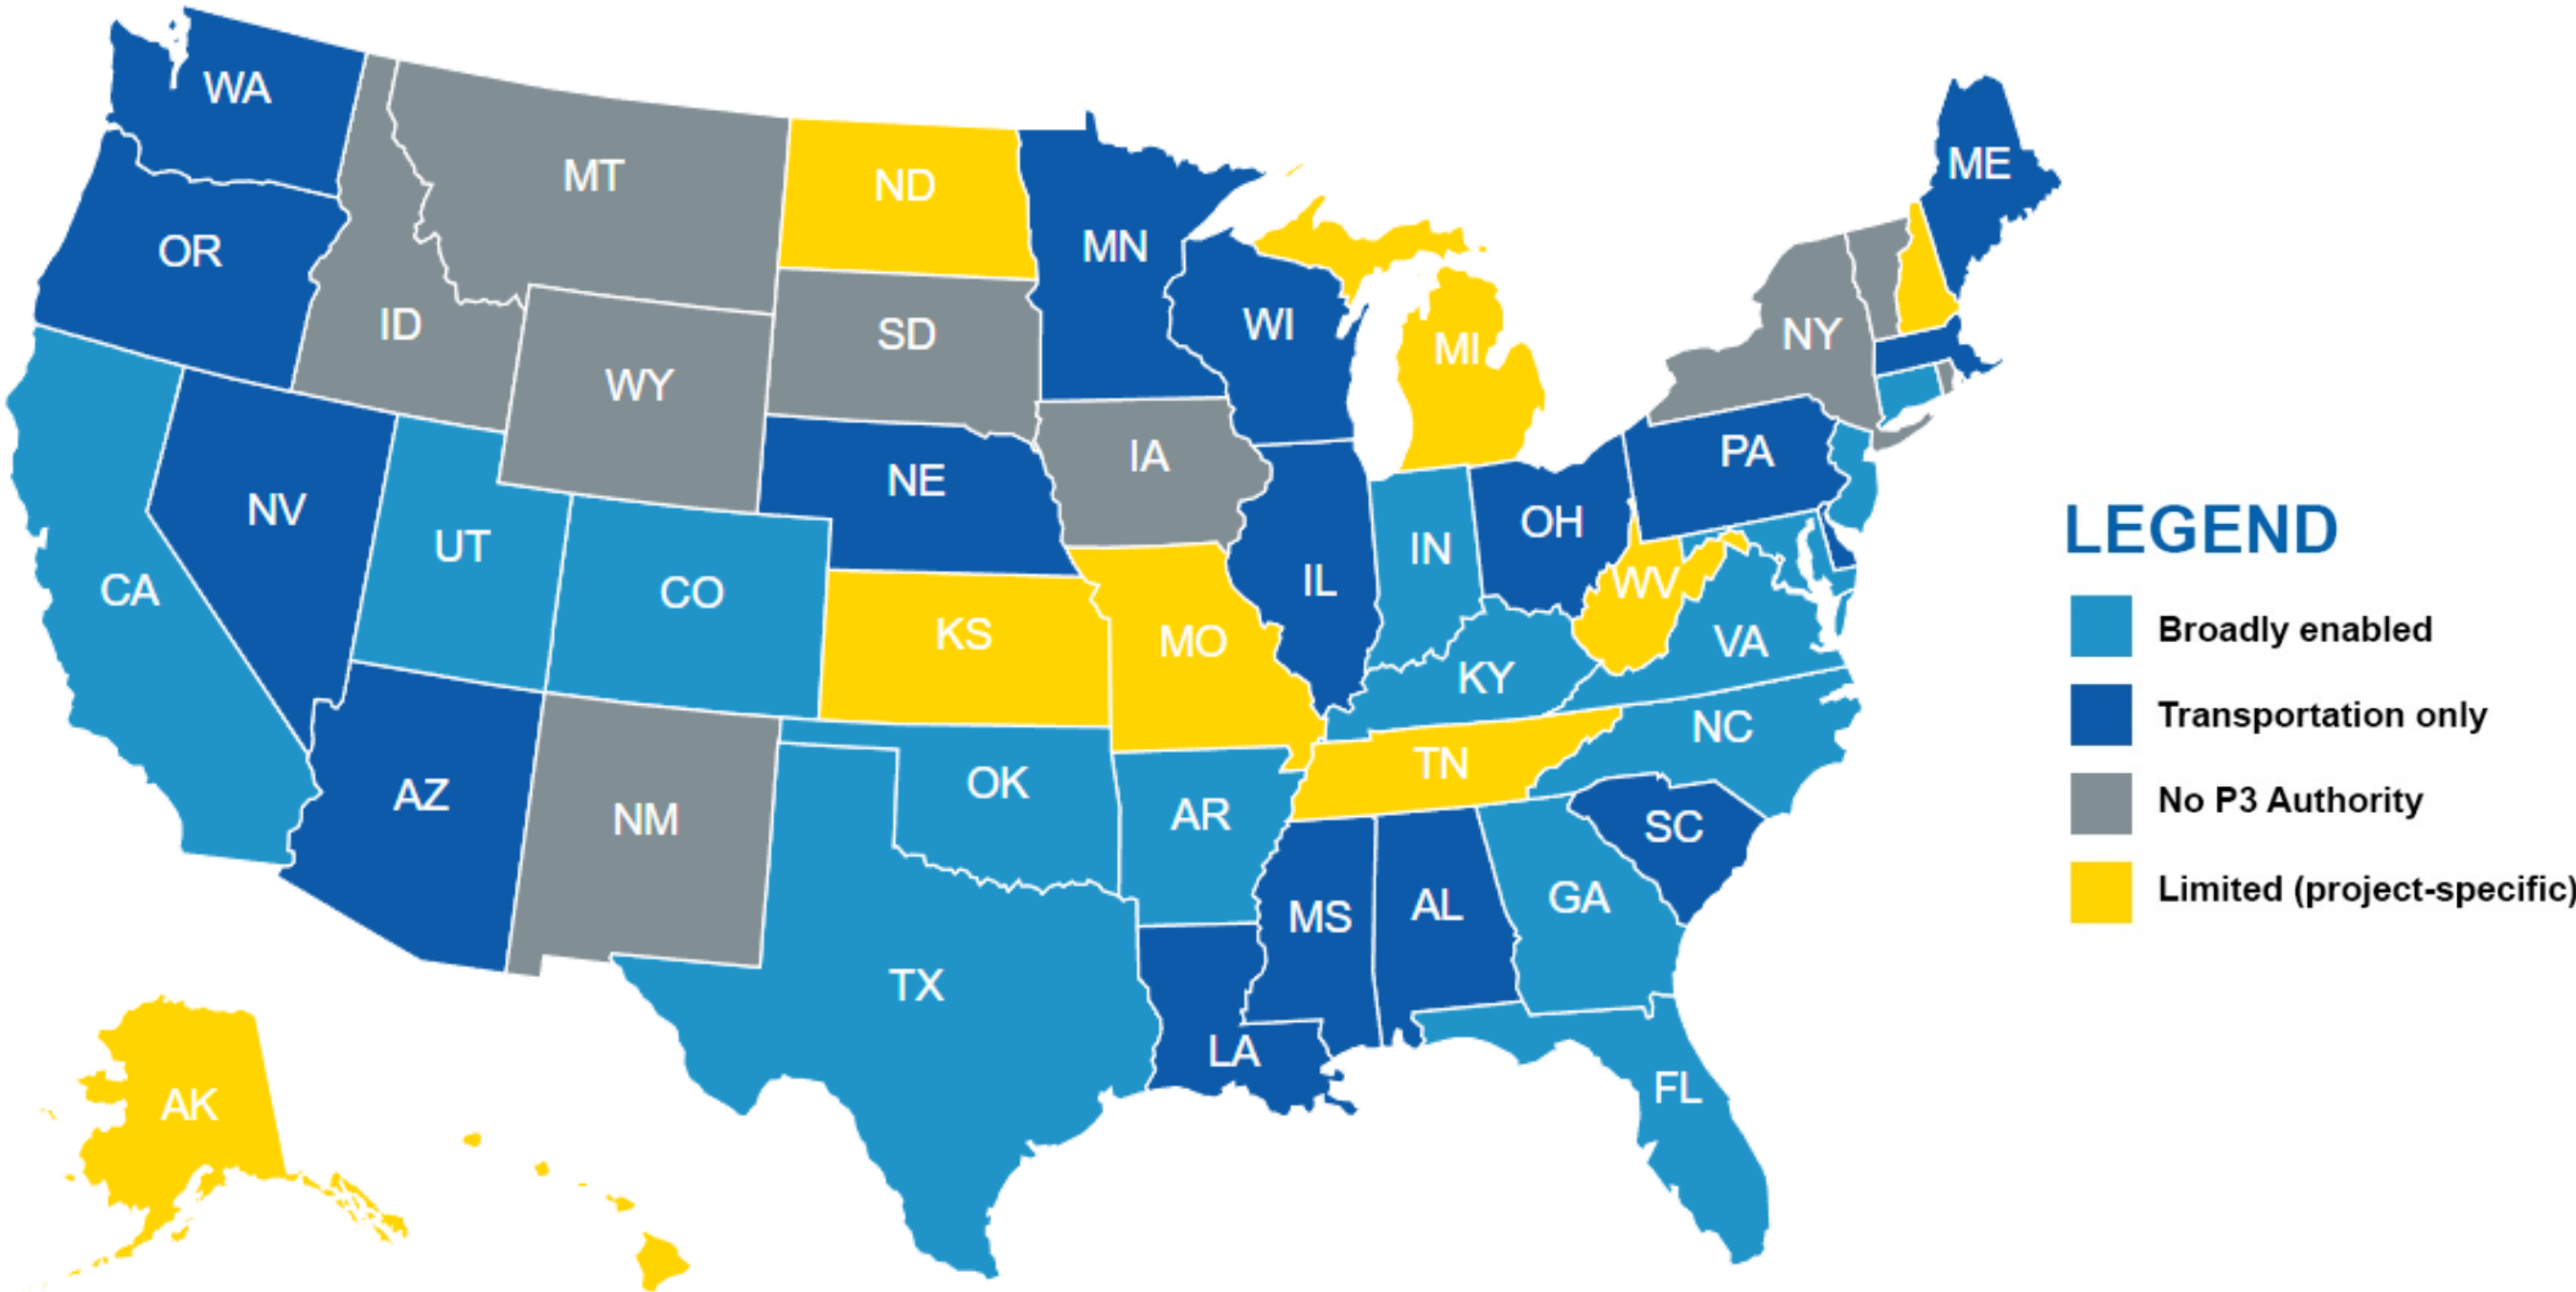 WA
MT
ND
ME
OR
MN
ID
SD
WI
NY
MI
WY
IA
PA
NE
NV
OH
UT
IN
CA
CO
IL
WV
KS
MO
VA
KY
NC
TN
OK
AZ
AR
NM
SC
GA
MS
AL
TX
LA
FL
AK
LEGEND
Broadly enabled
Transportation only
No P3 Authority
Limited (project-specific)